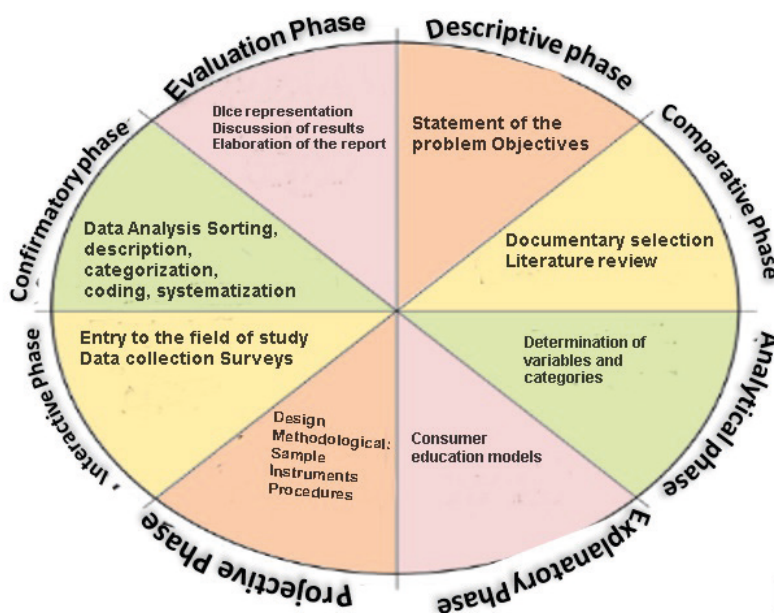 Evaluation Phase
Descriptive phase
DIce representation
Discussion of results
Elaboration of the report
Statement of the
problem Objectives
Confirmatory phase
Comparative Phase
Data Analysis Sorting,
description,
categorization,
coding, systematization
Documentary selection
Literature review
Interactive Phase
Entry to the field of study
Data collection Surveys
Determination of
variables and
categories
Analytical phase
Design
Methodological:
Sample
Instruments
Procedures
Consumer
education models
Projective Phase
Explanatory Phase